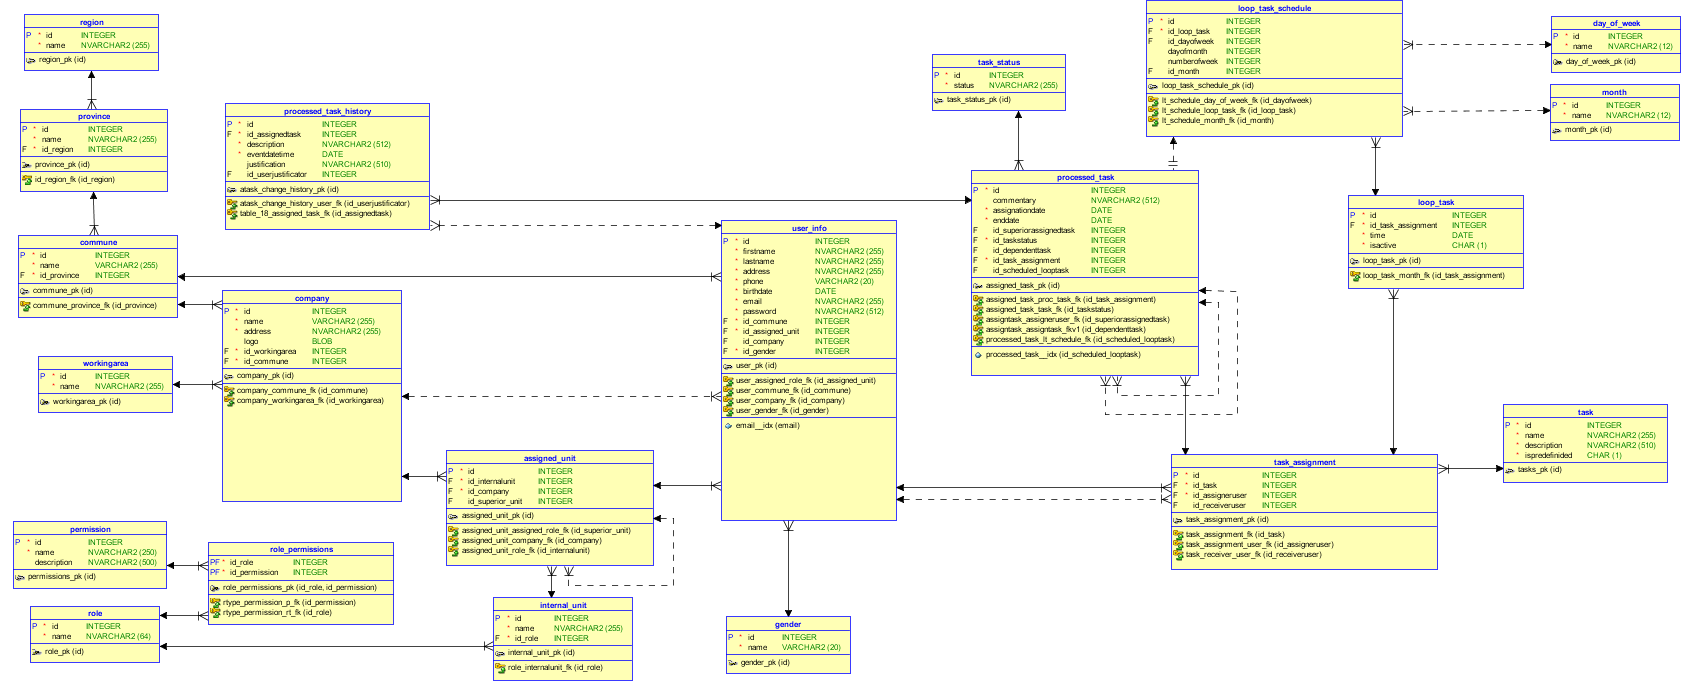 region
P * id INTEGER
* name NVARCHAR2 (255)
region_pk (id)
province
P * id INTEGER
* name NVARCHAR2 (255)
F * id_region INTEGER
province_pk (id)
id_region_fk (id_region)
commune
P * id INTEGER
* name VARCHAR2 (255)
F * id_province INTEGER
commune_pk (id)
commune_province_fk (id_province)
workingarea
P * id INTEGER
* name NVARCHAR2 (255)
workingarea_pk (id)
permission
P * id INTEGER
* name NVARCHAR2 (250)
description NVARCHAR2 (500)
permissions_pk (id)
role
P * id INTEGER
* name NVARCHAR2 (64)
role_pk (id)
processed_task_history
P * id INTEGER
F * id_assignedtask INTEGER
* description NVARCHAR2 (512)
* eventdatetime DATE
justification NVARCHAR2 (510)
F id_userjustificator INTEGER
atask_change_history_pk (id)
atask_change_history_user_fk (id_userjustificator)
table_18_assigned_task_fk (id_assignedtask)
company
P * id INTEGER
* name VARCHAR2 (255)
* address NVARCHAR2 (255)
logo BLOB
F * id_workingarea INTEGER
F * id_commune INTEGER
company_pk (id)
company_commune_fk (id_commune)
company_workingarea_fk (id_workingarea)
role_permissions
PF * id_role INTEGER
PF * id_permission INTEGER
role_permissions_pk (id_role, id_permission)
rtype_permission_p_fk (id_permission)
rtype_permission_rt_fk (id_role)
assigned_unit
P * id INTEGER
F * id_internalunit INTEGER
F * id_company INTEGER
F id_superior_unit INTEGER
assigned_unit_pk (id)
assigned_unit_assigned_role_fk (id_superior_unit)
assigned_unit_company_fk (id_company)
assigned_unit_role_fk (id_internalunit)
internal_unit
P * id INTEGER
* name NVARCHAR2 (255)
F * id_role INTEGER
internal_unit_pk (id)
role_internalunit_fk (id_role)
user_info
P * id INTEGER
* firstname NVARCHAR2 (255)
* lastname NVARCHAR2 (255)
* address NVARCHAR2 (255)
* phone VARCHAR2 (20)
* birthdate DATE
* email NVARCHAR2 (255)
* password NVARCHAR2 (512)
F * id_commune INTEGER
F * id_assigned_unit INTEGER
F id_company INTEGER
F * id_gender INTEGER
user_pk (id)
user_assigned_role_fk (id_assigned_unit)
user_commune_fk (id_commune)
user_company_fk (id_company)
user_gender_fk (id_gender)
email__idx (email)
gender
P * id INTEGER
* name VARCHAR2 (20)
gender_pk (id)
task_status
P * id INTEGER
* status NVARCHAR2 (255)
task_status_pk (id)
processed_task
P * id INTEGER
commentary NVARCHAR2 (512)
* assignationdate DATE
* enddate DATE
F id_superiorassignedtask INTEGER
F * id_taskstatus INTEGER
F id_dependenttask INTEGER
F * id_task_assignment INTEGER
F id_scheduled_looptask INTEGER
assigned_task_pk (id)
assigned_task_proc_task_fk (id_task_assignment)
assigned_task_task_fk (id_taskstatus)
assigntask_assigneruser_fk (id_superiorassignedtask)
assigntask_assigntask_fkv1 (id_dependenttask)
processed_task_lt_schedule_fk (id_scheduled_looptask)
processed_task__idx (id_scheduled_looptask)
loop_task_schedule
P * id INTEGER
F * id_loop_task INTEGER
F id_dayofweek INTEGER
dayofmonth INTEGER
numberofweek INTEGER
F id_month INTEGER
loop_task_schedule_pk (id)
lt_schedule_day_of_week_fk (id_dayofweek)
lt_schedule_loop_task_fk (id_loop_task)
lt_schedule_month_fk (id_month)
day_of_week
P * id INTEGER
* name NVARCHAR2 (12)
day_of_week_pk (id)
month
P * id INTEGER
* name NVARCHAR2 (12)
month_pk (id)
loop_task
P * id INTEGER
F * id_task_assignment INTEGER
* time DATE
* isactive CHAR (1)
loop_task_pk (id)
loop_task_month_fk (id_task_assignment)
task
P * id INTEGER
* name NVARCHAR2 (255)
* description NVARCHAR2 (510)
* ispredefinided CHAR (1)
tasks_pk (id)
task_assignment
P * id INTEGER
F * id_task INTEGER
F * id_assigneruser INTEGER
F id_receiveruser INTEGER
task_assignment_pk (id)
task_assignment_fk (id_task)
task_assignment_user_fk (id_assigneruser)
task_receiver_user_fk (id_receiveruser)